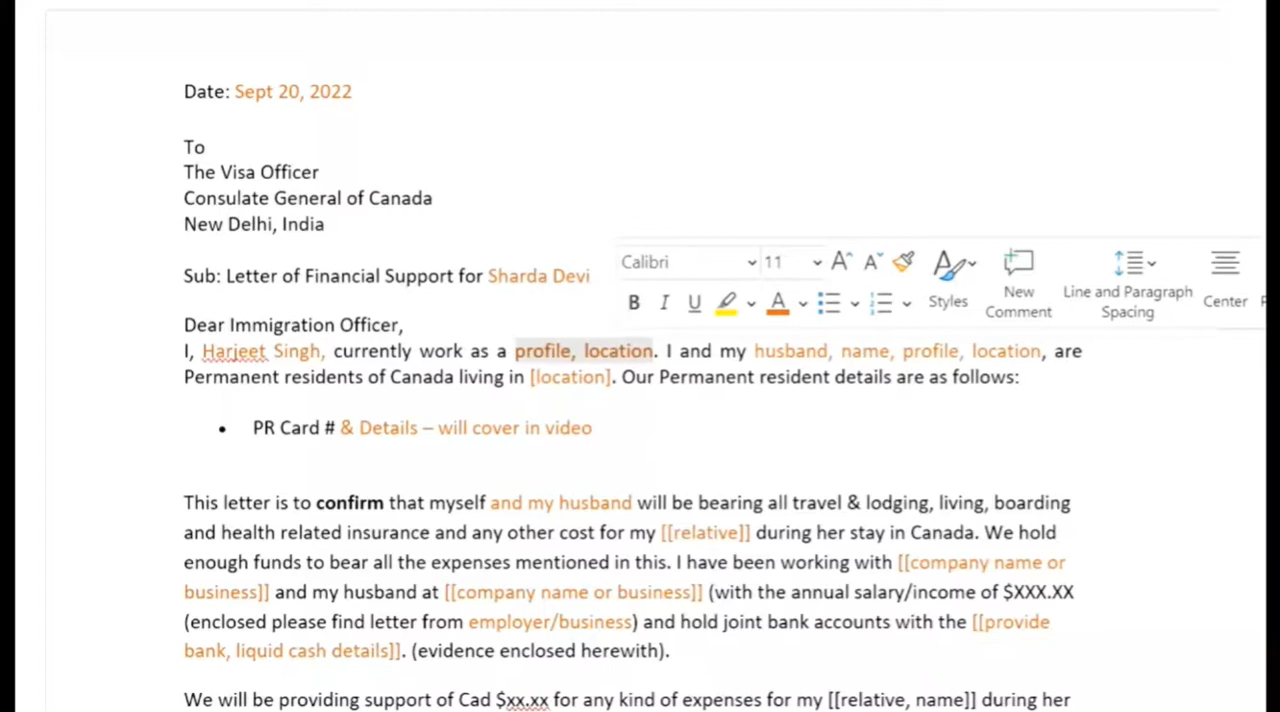 Date: Sept 20, 2022
To
The Visa Officer
Consulate General of Canada
New Delhi, India
Sub: Letter of Financial Support for Sharda Devi
Calibri 11
B I U
Styles
New Comment
Line and Paragraph Spacing
Center
Dear Immigration Officer,
I, Harjeet Singh, currently work as a profile, location. I and my husband, name, profile, location, are
Permanent residents of Canada living in [location]. Our Permanent resident details are as follows:
• PR Card # & Details – will cover in video
This letter is to confirm that myself and my husband will be bearing all travel & lodging, living, boarding
and health related insurance and any other cost for my [[relative]] during her stay in Canada. We hold
enough funds to bear all the expenses mentioned in this. I have been working with [[company name or
business]] and my husband at [[company name or business]] (with the annual salary/income of $XXX.XX
(enclosed please find letter from employer/business) and hold joint bank accounts with the [[provide
bank, liquid cash details]]. (evidence enclosed herewith).
We will be providing support of Cad $xx.xx for any kind of expenses for my [[relative, name]] during her